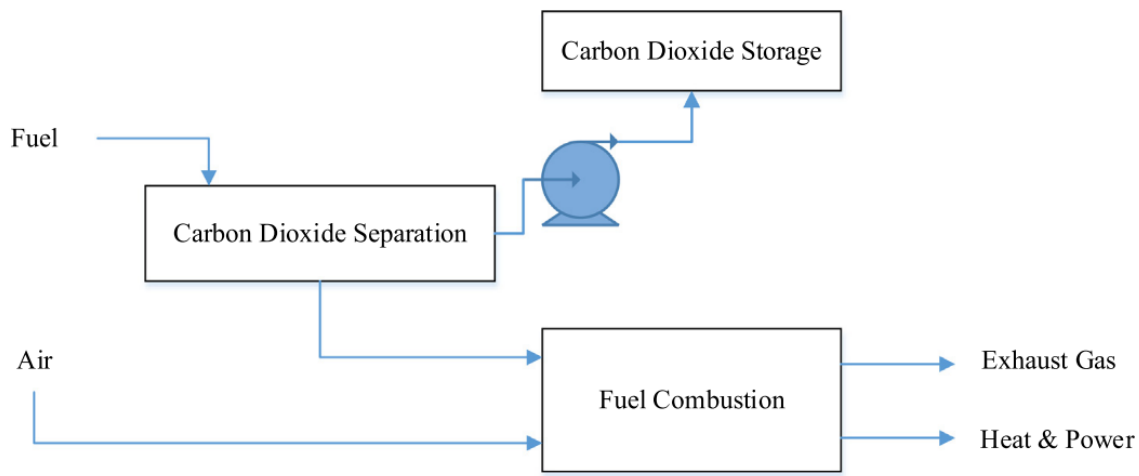 Carbon Dioxide Storage
Fuel
Carbon Dioxide Separation
Air
Fuel Combustion
Exhaust Gas
Heat & Power